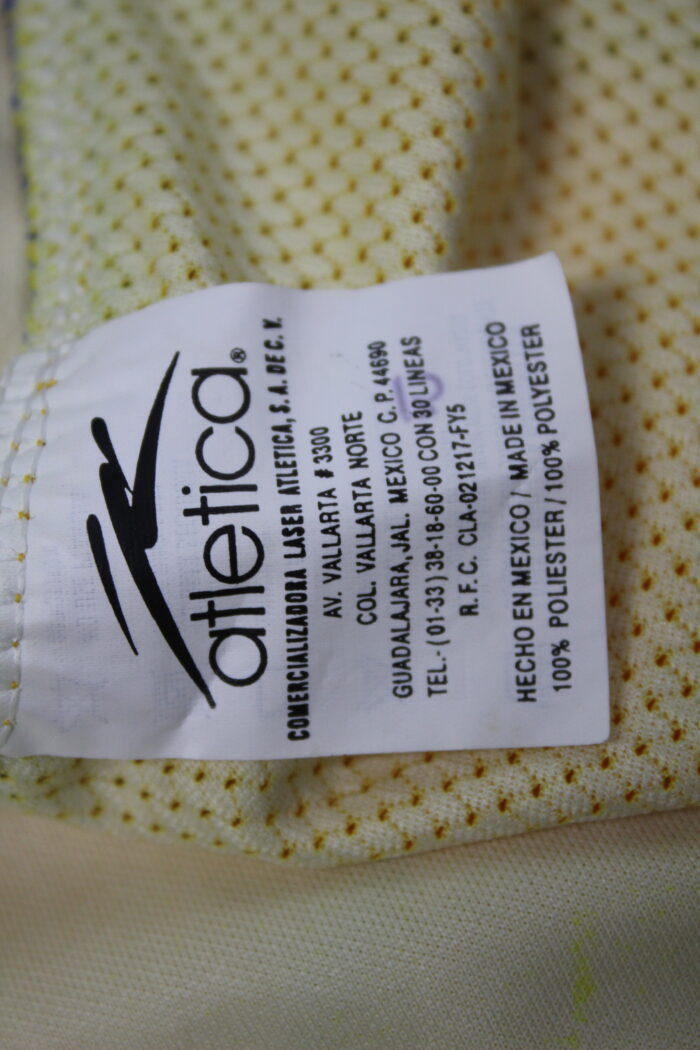 atletica®
COMERCIALIZADORA LASER ATLETICA, S. A. DE C. V.
AV. VALLARTA # 3300
COL. VALLARTA NORTE
GUADALAJARA, JAL. MEXICO C. P. 44690
TEL.- ( 01-33 ) 38-18-60-00 CON 30 LINEAS
R. F. C. CLA-021217-FY5
HECHO EN MEXICO / MADE IN MEXICO
100% POLIESTER / 100% POLYESTER